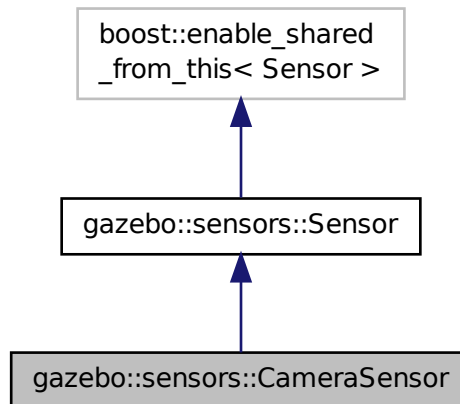 boost::enable_shared
_from_this< Sensor >
gazebo::sensors::Sensor
gazebo::sensors::CameraSensor